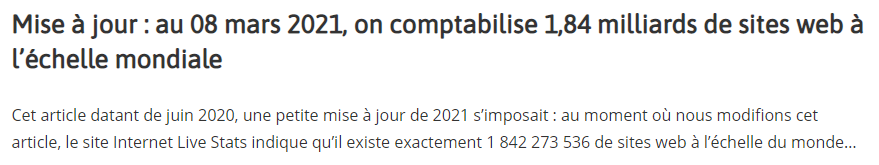 Mise à jour : au 08 mars 2021, on comptabilise 1,84 milliards de sites web à
l’échelle mondiale
Cet article datant de juin 2020, une petite mise à jour de 2021 s’imposait : au moment où nous modifions cet
article, le site Internet Live Stats indique qu’il existe exactement 1 842 273 536 de sites web à l’échelle du monde...